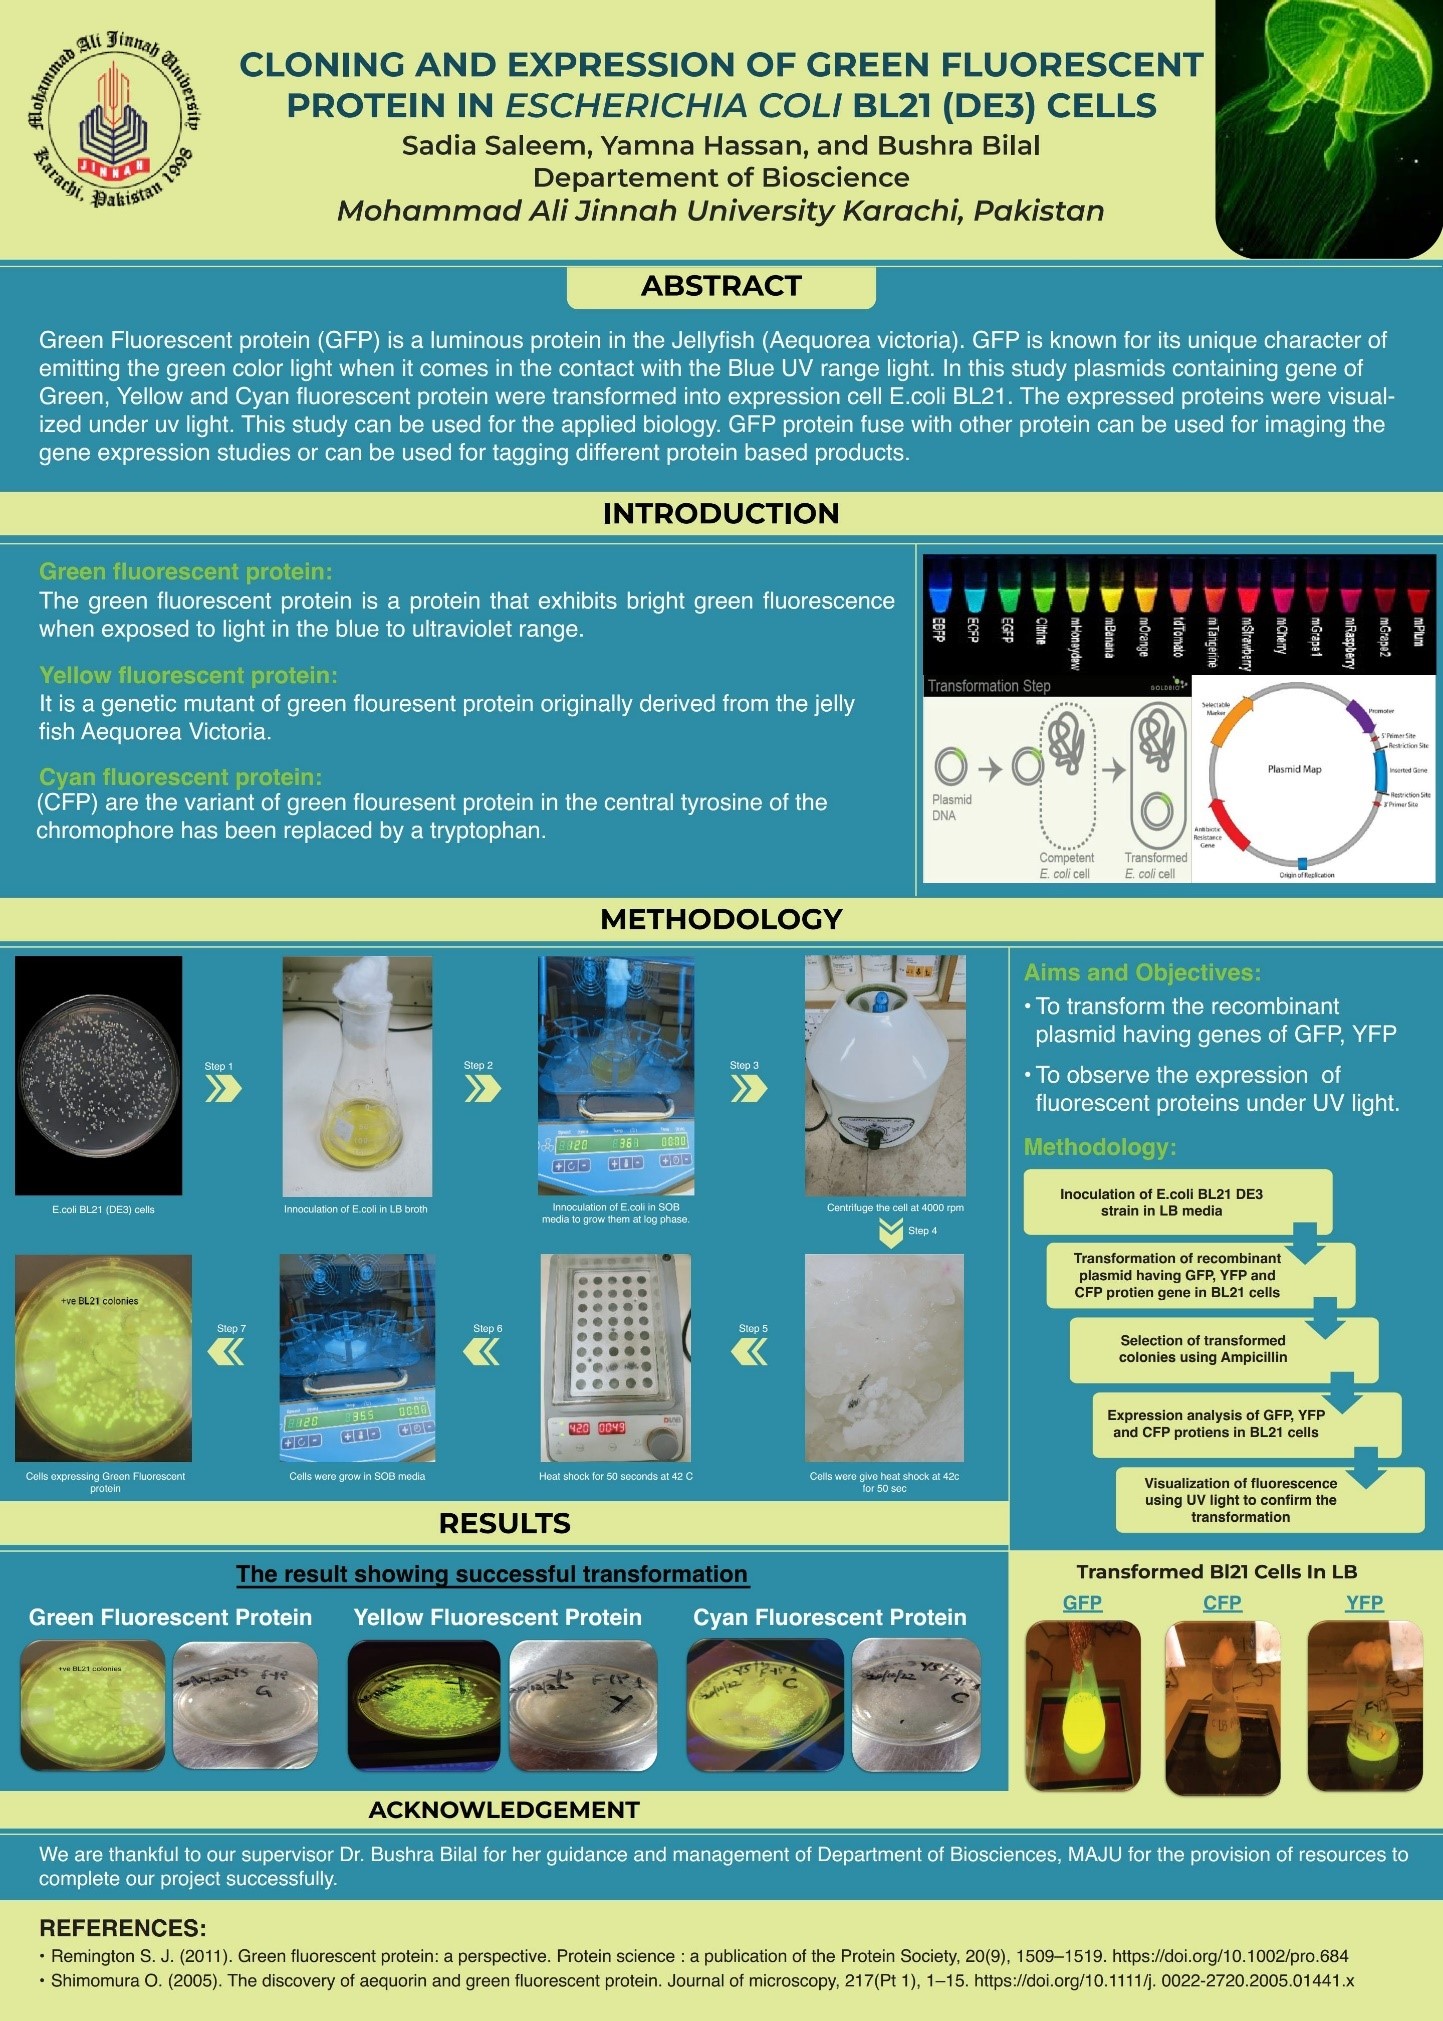 Mohammad Ali Jinnah University
Karachi, Pakistan 1998
JINNAH
CLONING AND EXPRESSION OF GREEN FLUORESCENT
PROTEIN IN ESCHERICHIA COLI BL21 (DE3) CELLS
Sadia Saleem, Yamna Hassan, and Bushra Bilal
Departement of Bioscience
Mohammad Ali Jinnah University Karachi, Pakistan
ABSTRACT
Green Fluorescent protein (GFP) is a luminous protein in the Jellyfish (Aequorea victoria). GFP is known for its unique character of
emitting the green color light when it comes in the contact with the Blue UV range light. In this study plasmids containing gene of
Green, Yellow and Cyan fluorescent protein were transformed into expression cell E.coli BL21. The expressed proteins were visual-
ized under uv light. This study can be used for the applied biology. GFP protein fuse with other protein can be used for imaging the
gene expression studies or can be used for tagging different protein based products.
INTRODUCTION
Green fluorescent protein:
The green fluorescent protein is a protein that exhibits bright green fluorescence
when exposed to light in the blue to ultraviolet range.
Yellow fluorescent protein:
It is a genetic mutant of green flouresent protein originally derived from the jelly
fish Aequorea Victoria.
Cyan fluorescent protein:
(CFP) are the variant of green flouresent protein in the central tyrosine of the
chromophore has been replaced by a tryptophan.
EBFP
ECFP
EGFP
Citrine
mHoneydew
mBanana
mOrange
tdTomato
mTangerine
mStrawberry
mCherry
mGrape1
mRaspberry
mGrape2
mPlum
Transformation Step
GOLDBIO
Plasmid
DNA
Competent
E. coli cell
Transformed
E. coli cell
Selectable
Marker
Promoter
5' Primer Site
Restriction Site
Plasmid Map
Inserted Gene
Restriction Site
3' Primer Site
Antibiotic
Resistance
Gene
Origin of Replication
METHODOLOGY
Step 1
Step 2
Step 3
E.coli BL21 (DE3) cells
Innoculation of E.coli in LB broth
Innoculation of E.coli in SOB
media to grow them at log phase.
Centrifuge the cell at 4000 rpm
Step 4
+ve BL21 colonies
Step 7
Step 6
Step 5
Cells expressing Green Fluorescent
protein
Cells were grow in SOB media
Heat shock for 50 seconds at 42 C
Cells were give heat shock at 42c
for 50 sec
Aims and Objectives:
• To transform the recombinant
plasmid having genes of GFP, YFP
• To observe the expression of
fluorescent proteins under UV light.
Methodology:
Inoculation of E.coli BL21 DE3
strain in LB media
Transformation of recombinant
plasmid having GFP, YFP and
CFP protien gene in BL21 cells
Selection of transformed
colonies using Ampicillin
Expression analysis of GFP, YFP
and CFP protiens in BL21 cells
Visualization of fluorescence
using UV light to confirm the
transformation
RESULTS
The result showing successful transformation
Green Fluorescent Protein
Yellow Fluorescent Protein
Cyan Fluorescent Protein
+ve BL21 colonies
G
Y
C
C
Transformed Bl21 Cells In LB
GFP
CFP
YFP
ACKNOWLEDGEMENT
We are thankful to our supervisor Dr. Bushra Bilal for her guidance and management of Department of Biosciences, MAJU for the provision of resources to
complete our project successfully.
REFERENCES:
• Remington S. J. (2011). Green fluorescent protein: a perspective. Protein science : a publication of the Protein Society, 20(9), 1509–1519. https://doi.org/10.1002/pro.684
• Shimomura O. (2005). The discovery of aequorin and green fluorescent protein. Journal of microscopy, 217(Pt 1), 1–15. https://doi.org/10.1111/j. 0022-2720.2005.01441.x